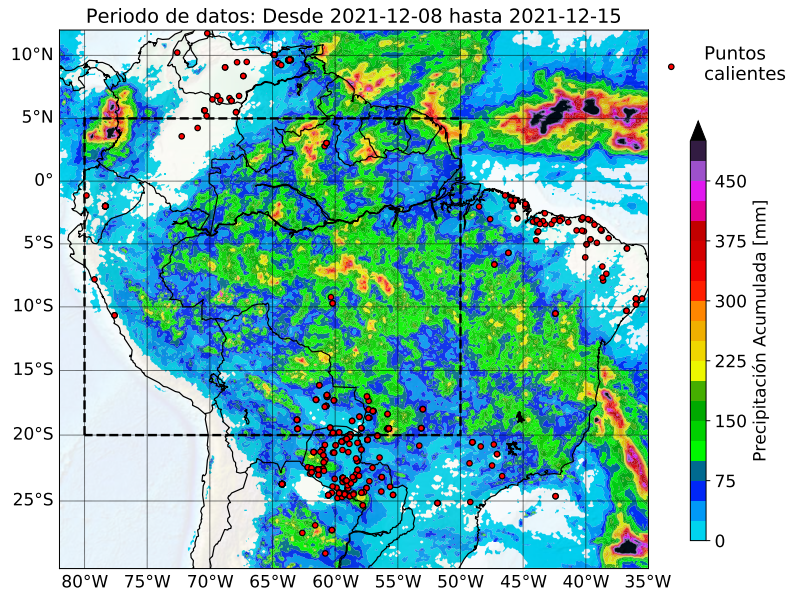 Periodo de datos: Desde 2021-12-08 hasta 2021-12-15
Puntos
calientes
10°N
5°N
0°
5°S
10°S
15°S
20°S
25°S
80°W 75°W 70°W 65°W 60°W 55°W 50°W 45°W 40°W 35°W
450
375
300
225
150
75
0
Precipitación Acumulada [mm]